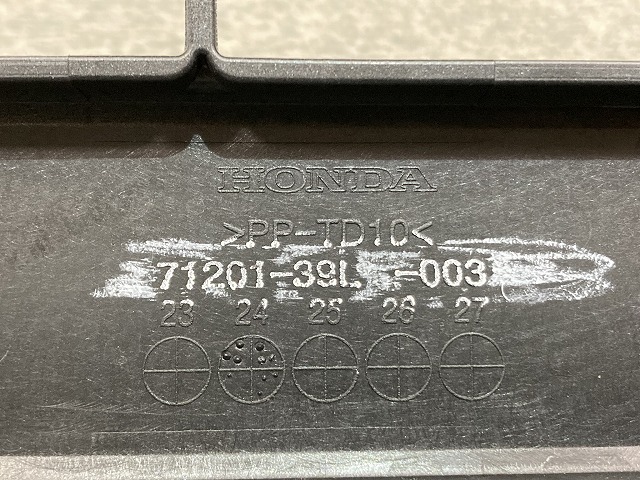 HONDA
>PP-TD10<
71201-39L -003
23 24 25 26 27